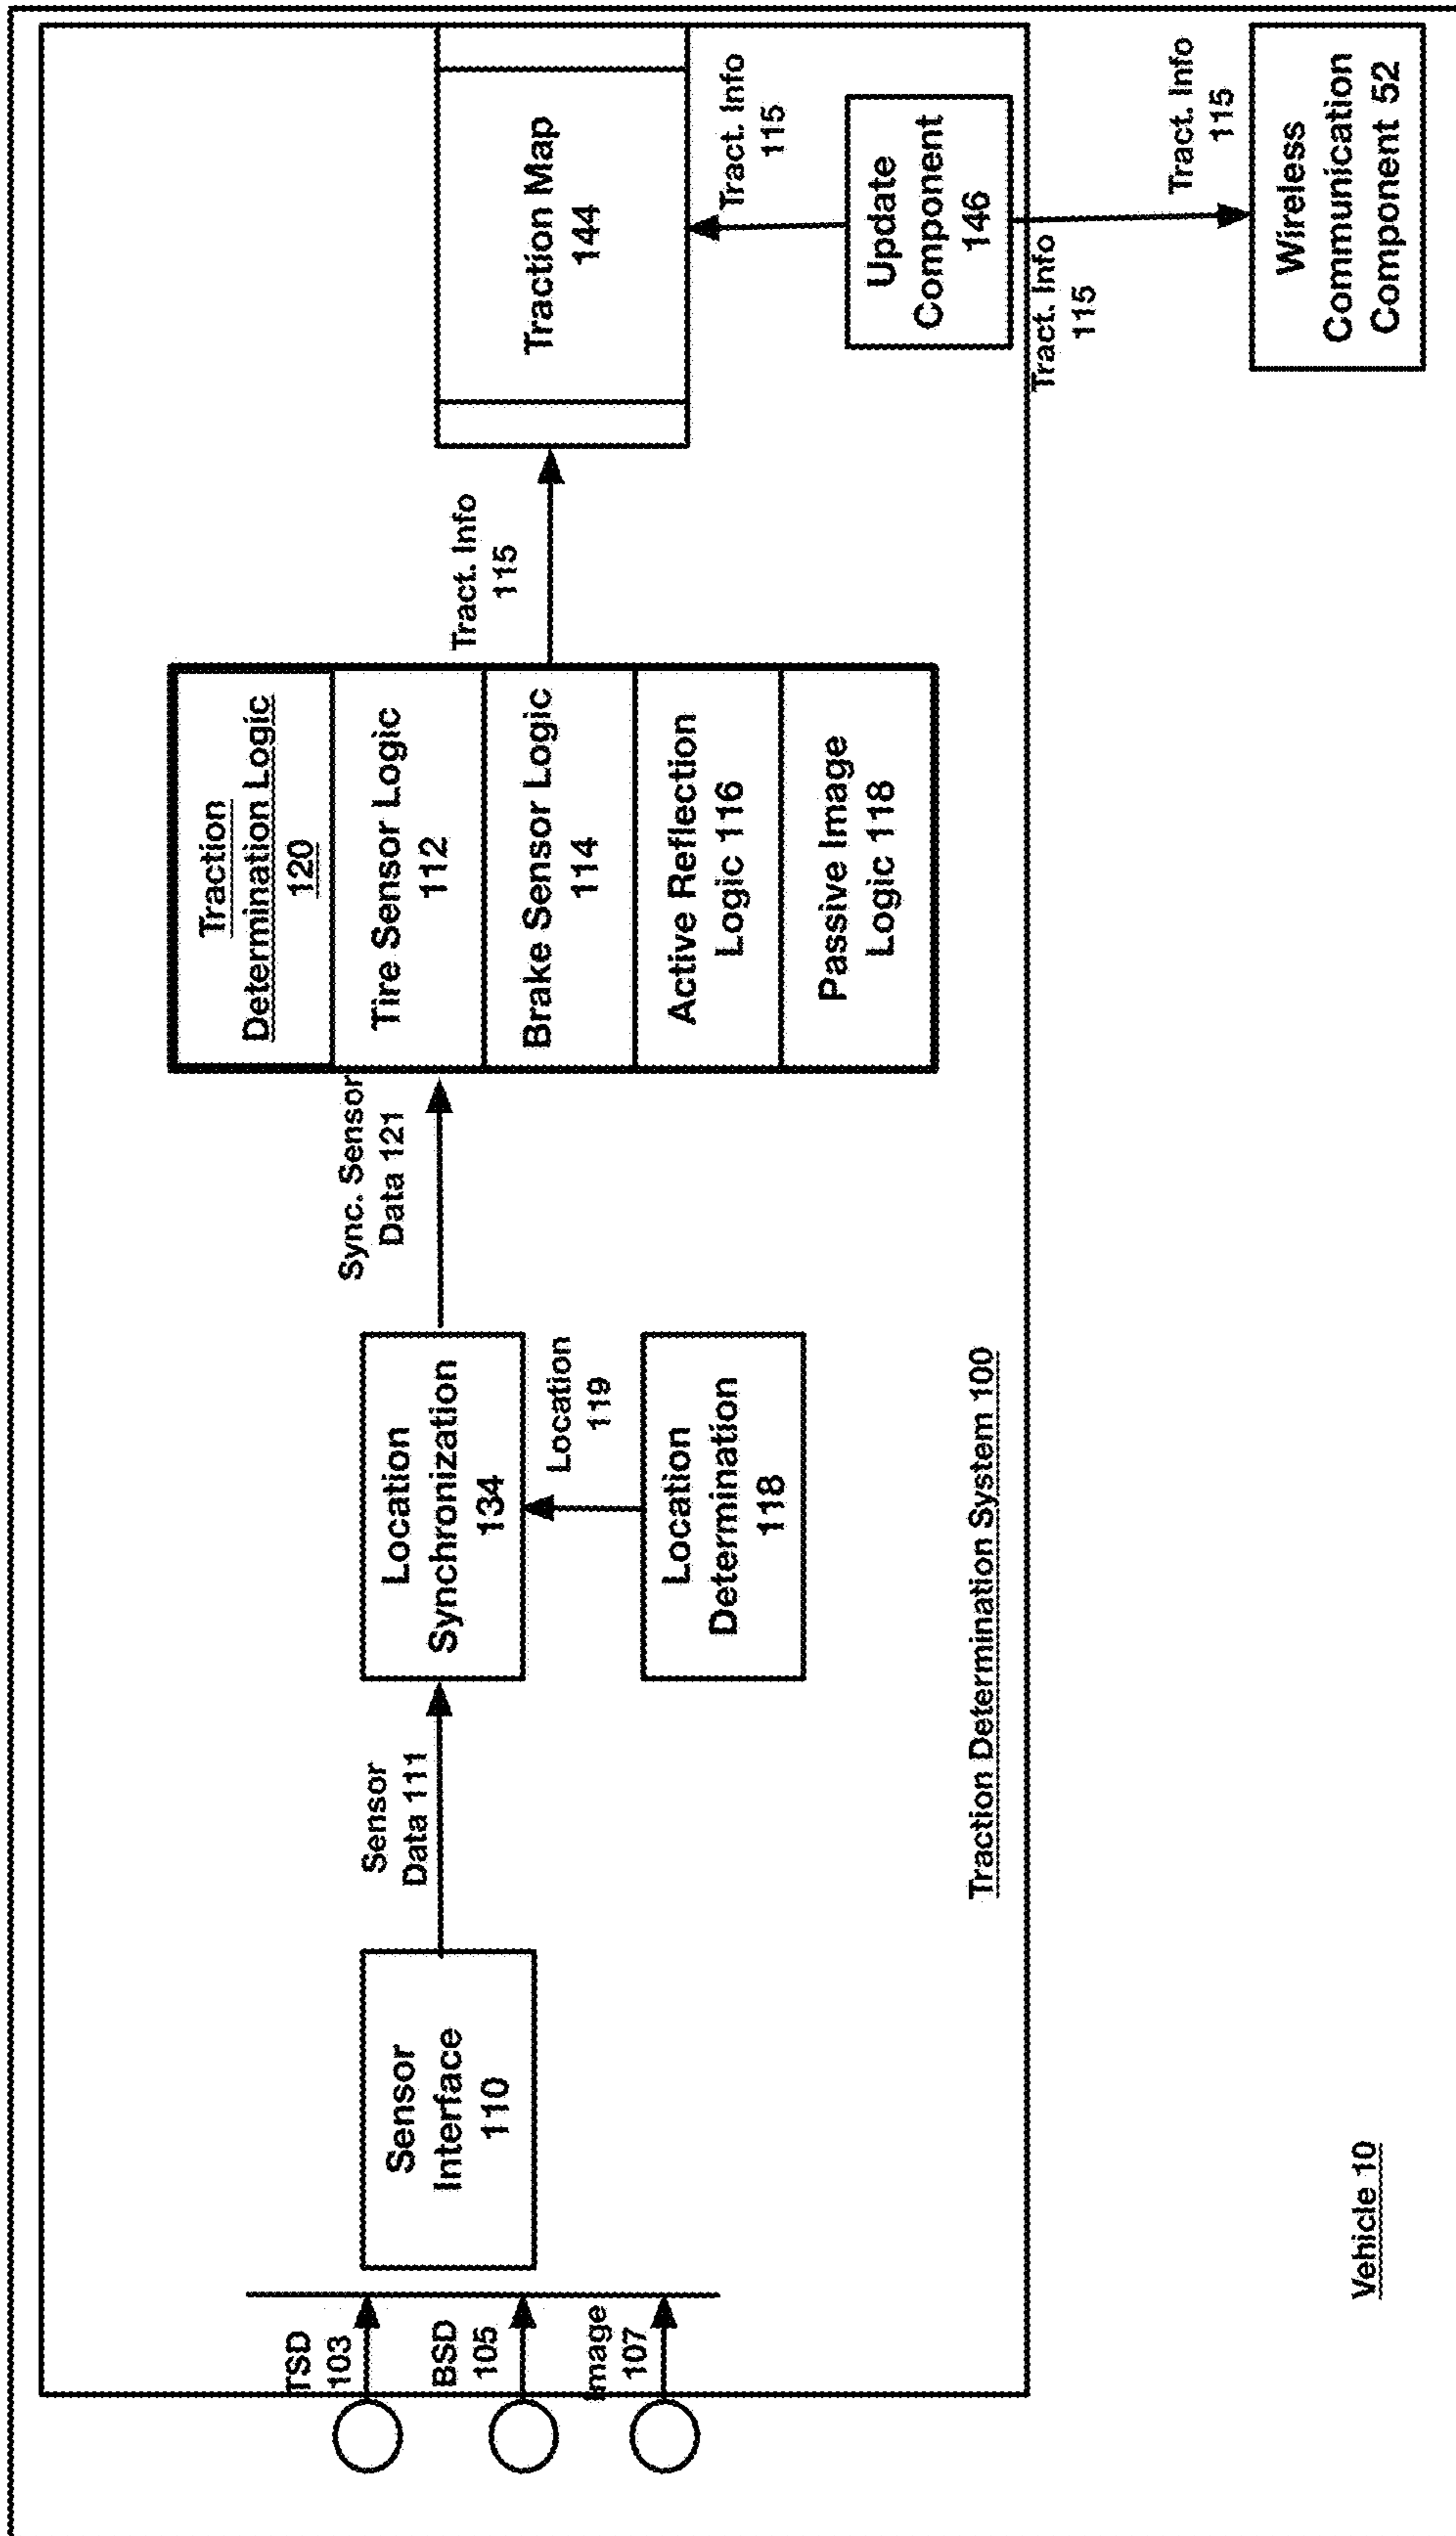 TSD
103
BSD
105
Image
107
Sensor
Interface
110
Sensor
Data 111
Location
Synchronization
134
Location
119
Location
Determination
118
Sync. Sensor
Data 121
Traction
Determination Logic
120
Tire Sensor Logic
112
Brake Sensor Logic
114
Active Reflection
Logic 116
Passive Image
Logic 118
Tract. Info
115
Traction Map
144
Tract. Info
115
Update
Component
146
Tract. Info
115
Tract. Info
115
Wireless
Communication
Component 52
Traction Determination System 100
Vehicle 10